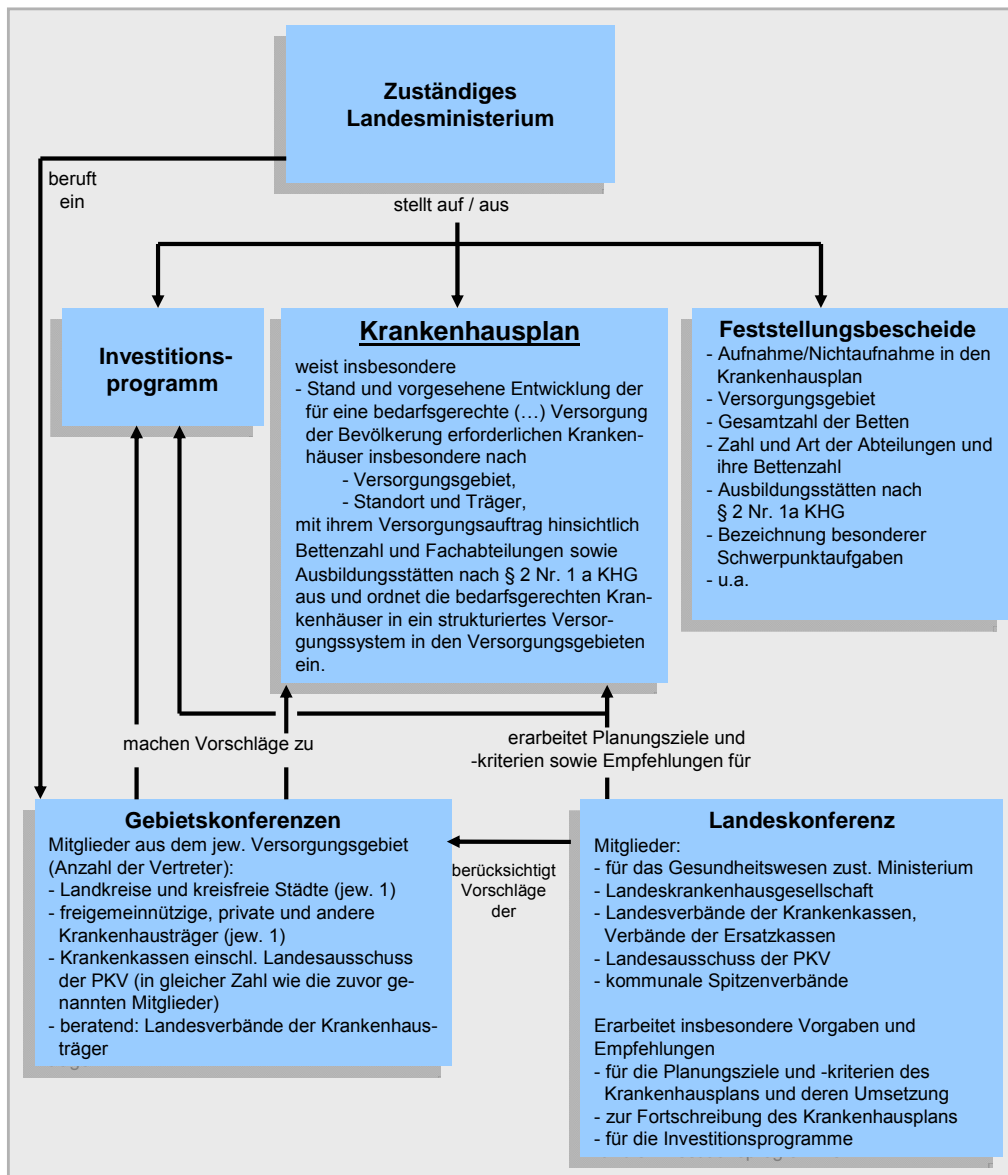 Zuständiges
Landesministerium
beruft
ein
stellt auf / aus
Investitions-
programm
Krankenhausplan
weist insbesondere
- Stand und vorgesehene Entwicklung der
für eine bedarfsgerechte (…) Versorgung
der Bevölkerung erforderlichen Kranken-
häuser insbesondere nach
- Versorgungsgebiet,
- Standort und Träger,
mit ihrem Versorgungsauftrag hinsichtlich
Bettenzahl und Fachabteilungen sowie
Ausbildungsstätten nach § 2 Nr. 1 a KHG
aus und ordnet die bedarfsgerechten Kran-
kenhäuser in ein strukturiertes Versor-
gungssystem in den Versorgungsgebieten
ein.
Feststellungsbescheide
- Aufnahme/Nichtaufnahme in den
Krankenhausplan
- Versorgungsgebiet
- Gesamtzahl der Betten
- Zahl und Art der Abteilungen und
ihre Bettenzahl
- Ausbildungsstätten nach
§ 2 Nr. 1a KHG
- Bezeichnung besonderer
Schwerpunktaufgaben
- u.a.
machen Vorschläge zu
erarbeitet Planungsziele und
-kriterien sowie Empfehlungen für
Gebietskonferenzen
Mitglieder aus dem jew. Versorgungsgebiet
(Anzahl der Vertreter):
- Landkreise und kreisfreie Städte (jew. 1)
- freigemeinnützige, private und andere
Krankenhausträger (jew. 1)
- Krankenkassen einschl. Landesausschuss
der PKV (in gleicher Zahl wie die zuvor ge-
nannten Mitglieder)
- beratend: Landesverbände der Krankenhaus-
träger
berücksichtigt
Vorschläge
der
Landeskonferenz
Mitglieder:
- für das Gesundheitswesen zust. Ministerium
- Landeskrankenhausgesellschaft
- Landesverbände der Krankenkassen,
Verbände der Ersatzkassen
- Landesausschuss der PKV
- kommunale Spitzenverbände
Erarbeitet insbesondere Vorgaben und
Empfehlungen
- für die Planungsziele und -kriterien des
Krankenhausplans und deren Umsetzung
- zur Fortschreibung des Krankenhausplans
- für die Investitionsprogramme